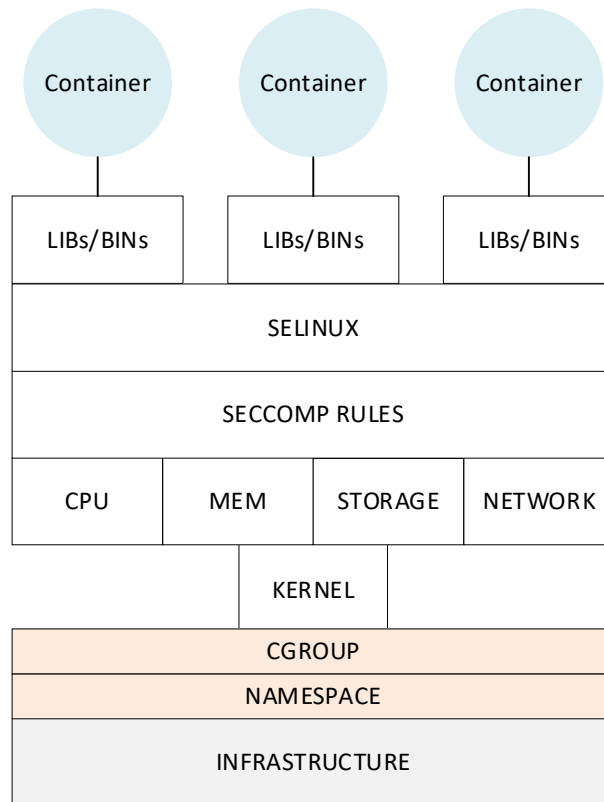 Container
Container
Container
LIBs/BINs
LIBs/BINs
LIBs/BINs
SELINUX
SECCOMP RULES
CPU
MEM
STORAGE
NETWORK
KERNEL
CGROUP
NAMESPACE
INFRASTRUCTURE